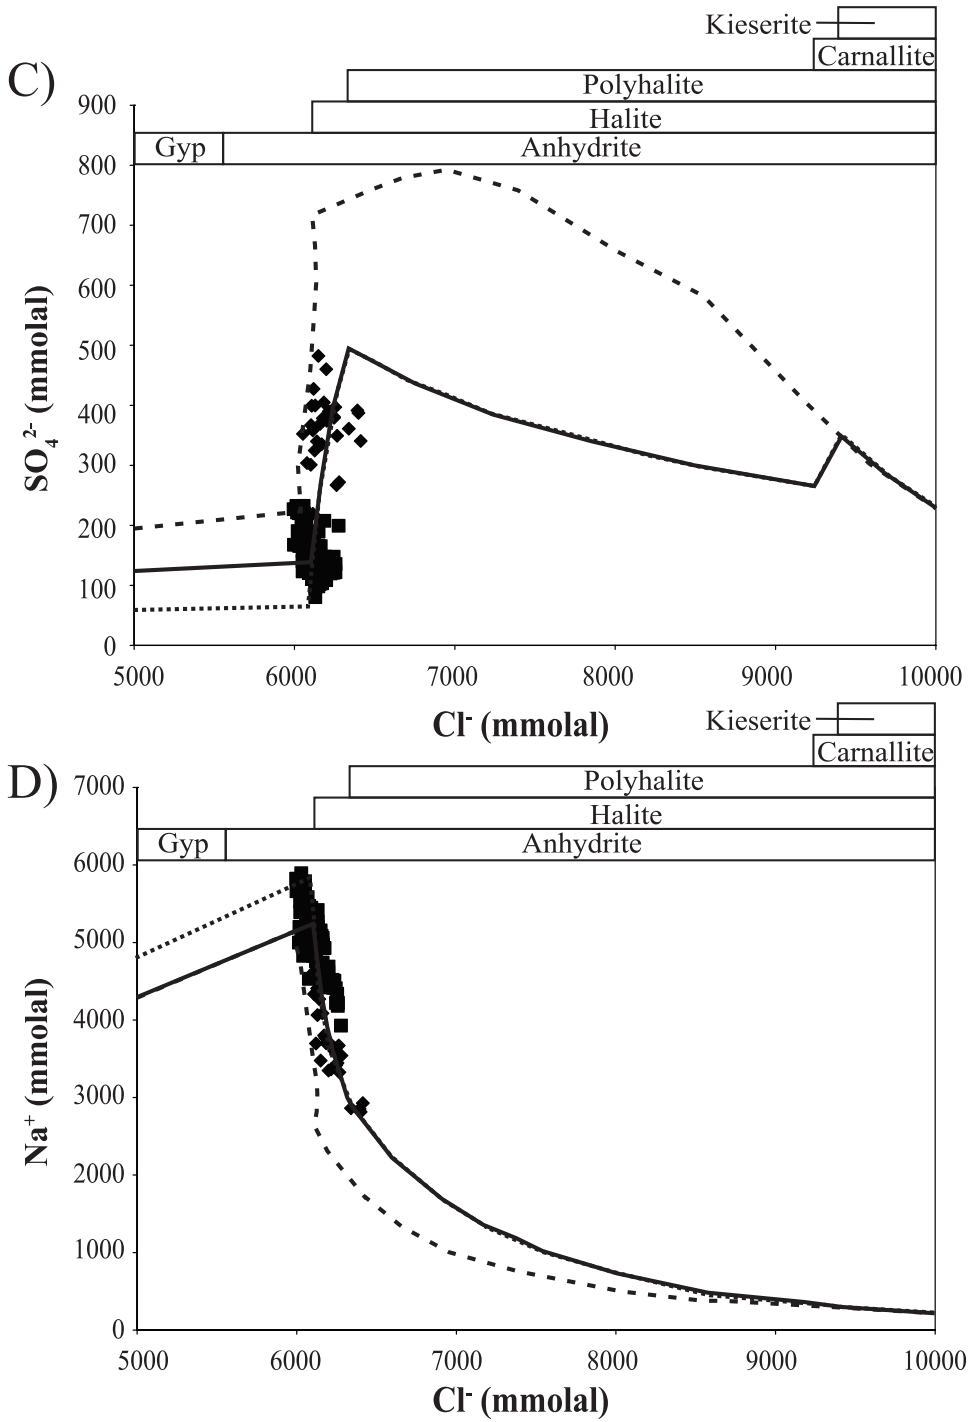 Kieserite
Carnallite
C)
Polyhalite
Halite
Gyp Anhydrite
900
800
700
600
500
400
300
200
100
0
SO₄²⁻ (mmolal)
5000 6000 7000 8000 9000 10000
Cl⁻ (mmolal)
Kieserite
Carnallite
D)
Polyhalite
Halite
Gyp Anhydrite
7000
6000
5000
4000
3000
2000
1000
0
Na⁺ (mmolal)
5000 6000 7000 8000 9000 10000
Cl⁻ (mmolal)